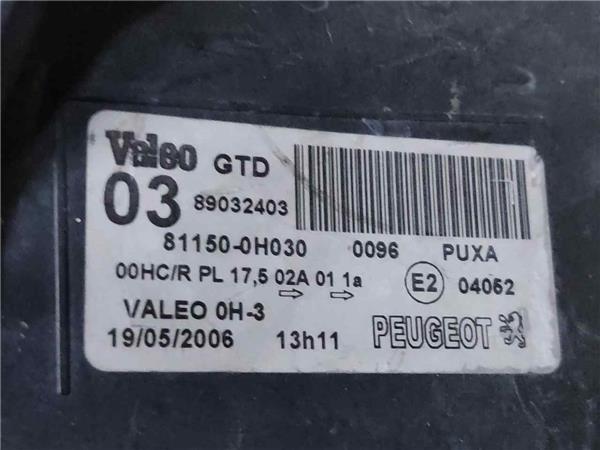 Valeo GTD
03 89032403
81150-0H030 0096 PUXA
00HC/R PL 17,5 02A 01 1a E2 04052
VALEO 0H-3
19/05/2006 13h11 PEUGEOT